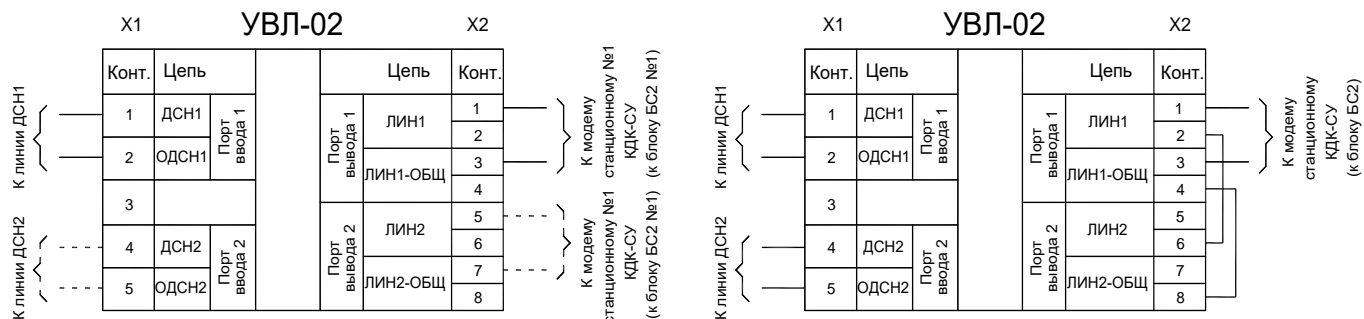 X1
УВЛ-02
X2
Конт.
Цепь
Цепь
Конт.
1
ДСН1
2
ОДСН1
3
4
ДСН2
5
ОДСН2
Порт
ввода 1
Порт
ввода 2
Порт
вывода 1
Порт
вывода 2
ЛИН1
ЛИН1-ОБЩ
ЛИН2
ЛИН2-ОБЩ
1
2
3
4
5
6
7
8
К линии ДСН1
К линии ДСН2
К модему
станционному №1
КДК-СУ
(к блоку БС2 №1)
К модему
станционному №1
КДК-СУ
(к блоку БС2 №1)
X1
УВЛ-02
X2
Конт.
Цепь
Цепь
Конт.
1
ДСН1
2
ОДСН1
3
4
ДСН2
5
ОДСН2
Порт
ввода 1
Порт
ввода 2
Порт
вывода 1
Порт
вывода 2
ЛИН1
ЛИН1-ОБЩ
ЛИН2
ЛИН2-ОБЩ
1
2
3
4
5
6
7
8
К линии ДСН1
К линии ДСН2
К модему
станционному
КДК-СУ
(к блоку БС2)